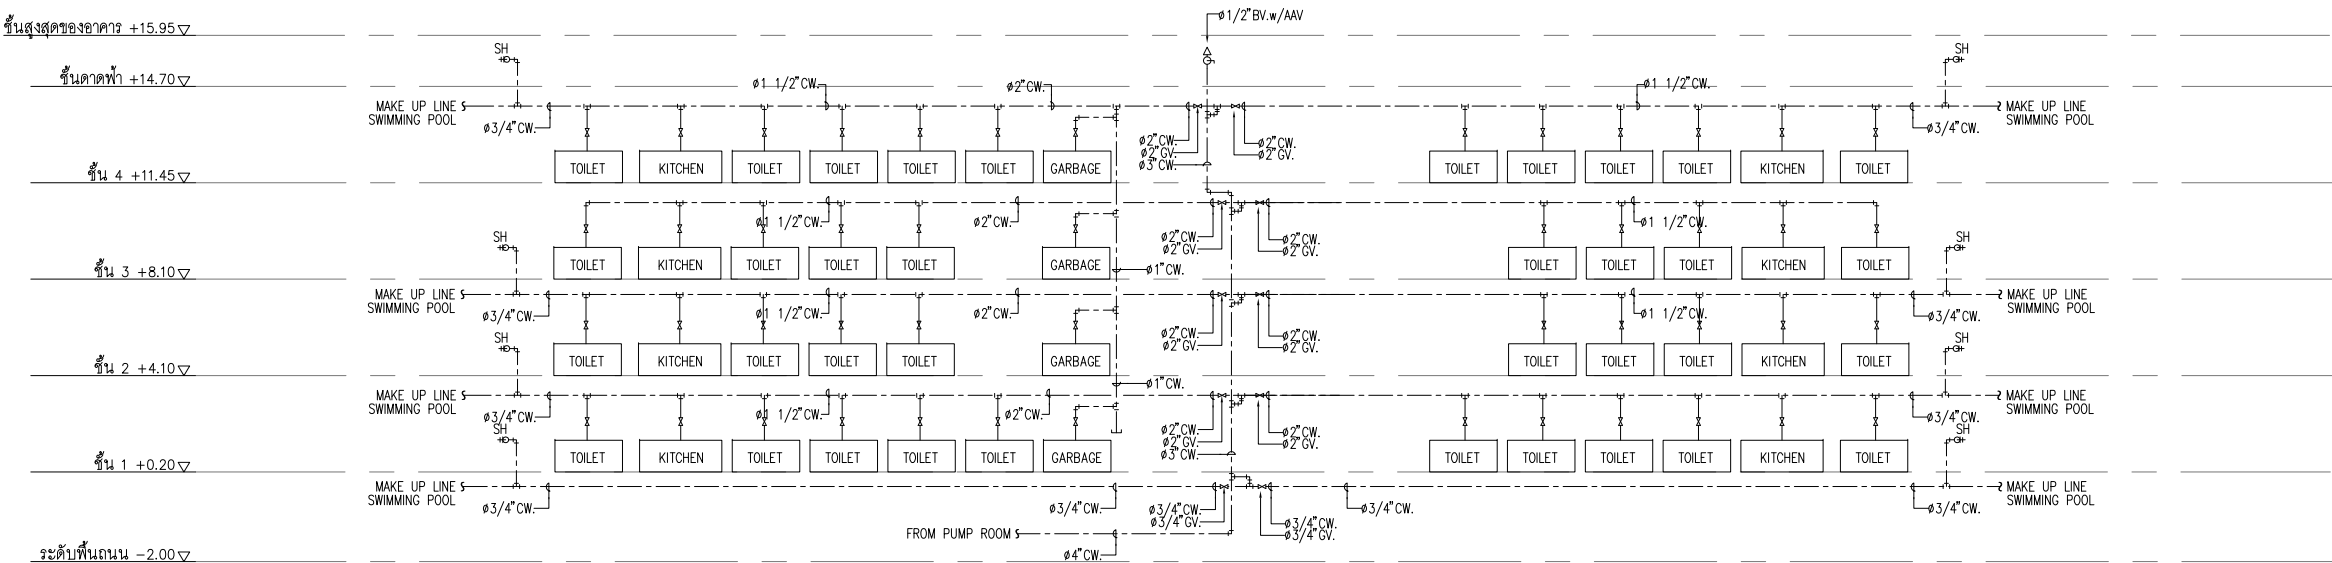 ø1/2"BV.w/AAV
ชั้นสูงสุดของอาคาร +15.95
SH
SH
ชั้นดาดฟ้า +14.70
ø1 1/2"CW.
ø2"CW.
ø1 1/2"CW.
MAKE UP LINE
SWIMMING POOL
MAKE UP LINE
SWIMMING POOL
ø3/4"CW.
ø3/4"CW.
ø2"CW.
ø2"GV.
ø3"CW.
ø2"CW.
ø2"GV.
TOILET KITCHEN TOILET TOILET TOILET TOILET GARBAGE
TOILET TOILET TOILET TOILET KITCHEN TOILET
ชั้น 4 +11.45
ø1 1/2"CW.
ø2"CW.
ø1 1/2"CW.
ø2"CW.
ø2"GV.
ø2"CW.
ø2"GV.
SH
SH
TOILET KITCHEN TOILET TOILET TOILET GARBAGE
TOILET TOILET TOILET KITCHEN TOILET
ø1"CW.
ชั้น 3 +8.10
MAKE UP LINE
SWIMMING POOL
MAKE UP LINE
SWIMMING POOL
ø3/4"CW.
ø1 1/2"CW.
ø2"CW.
ø1 1/2"CW.
ø3/4"CW.
ø2"CW.
ø2"GV.
ø2"CW.
ø2"GV.
SH
SH
TOILET KITCHEN TOILET TOILET TOILET GARBAGE
TOILET TOILET TOILET KITCHEN TOILET
ชั้น 2 +4.10
ø1"CW.
MAKE UP LINE
SWIMMING POOL
MAKE UP LINE
SWIMMING POOL
ø3/4"CW.
ø1 1/2"CW.
ø2"CW.
ø3/4"CW.
ø2"CW.
ø2"GV.
ø3"CW.
ø2"CW.
ø2"GV.
SH
SH
TOILET KITCHEN TOILET TOILET TOILET TOILET GARBAGE
TOILET TOILET TOILET TOILET KITCHEN TOILET
ชั้น 1 +0.20
MAKE UP LINE
SWIMMING POOL
MAKE UP LINE
SWIMMING POOL
ø3/4"CW.
ø3/4"CW.
ø3/4"CW.
ø3/4"GV.
ø3/4"CW.
ø3/4"GV.
ø3/4"CW.
ø3/4"CW.
FROM PUMP ROOM
ø4"CW.
ระดับพื้นถนน -2.00